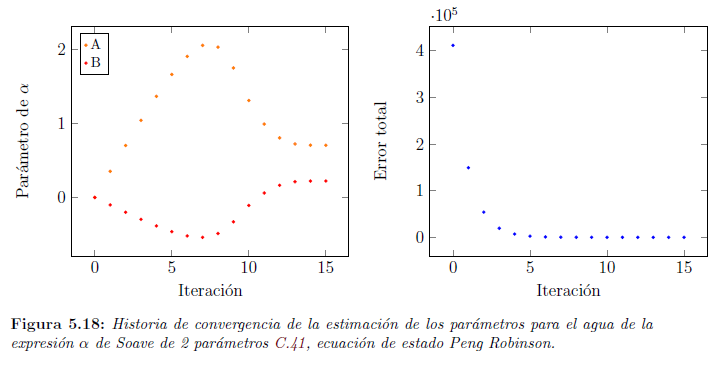 A
B
2
1
0
Parámetro de α
0 5 10 15
Iteración
·10⁵
4
3
2
1
0
Error total
0 5 10 15
Iteración
Figura 5.18: Historia de convergencia de la estimación de los parámetros para el agua de la
expresión α de Soave de 2 parámetros C.41, ecuación de estado Peng Robinson.